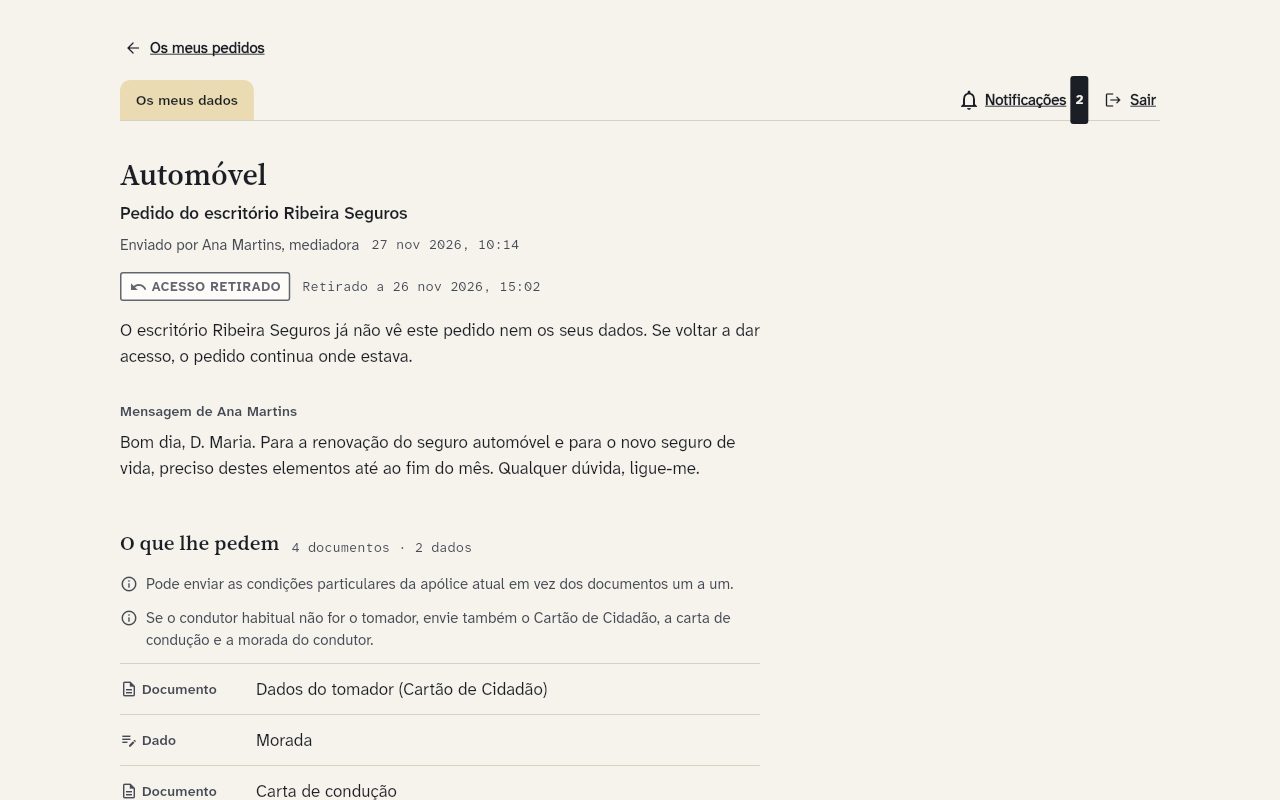 Os meus pedidos
Os meus dados
Notificações 2
Sair
Automóvel
Pedido do escritório Ribeira Seguros
Enviado por Ana Martins, mediadora 27 nov 2026, 10:14
ACESSO RETIRADO Retirado a 26 nov 2026, 15:02
O escritório Ribeira Seguros já não vê este pedido nem os seus dados. Se voltar a dar
acesso, o pedido continua onde estava.
Mensagem de Ana Martins
Bom dia, D. Maria. Para a renovação do seguro automóvel e para o novo seguro de
vida, preciso destes elementos até ao fim do mês. Qualquer dúvida, ligue-me.
O que lhe pedem 4 documentos · 2 dados
Pode enviar as condições particulares da apólice atual em vez dos documentos um a um.
Se o condutor habitual não for o tomador, envie também o Cartão de Cidadão, a carta de
condução e a morada do condutor.
Documento Dados do tomador (Cartão de Cidadão)
Dado Morada
Documento Carta de condução